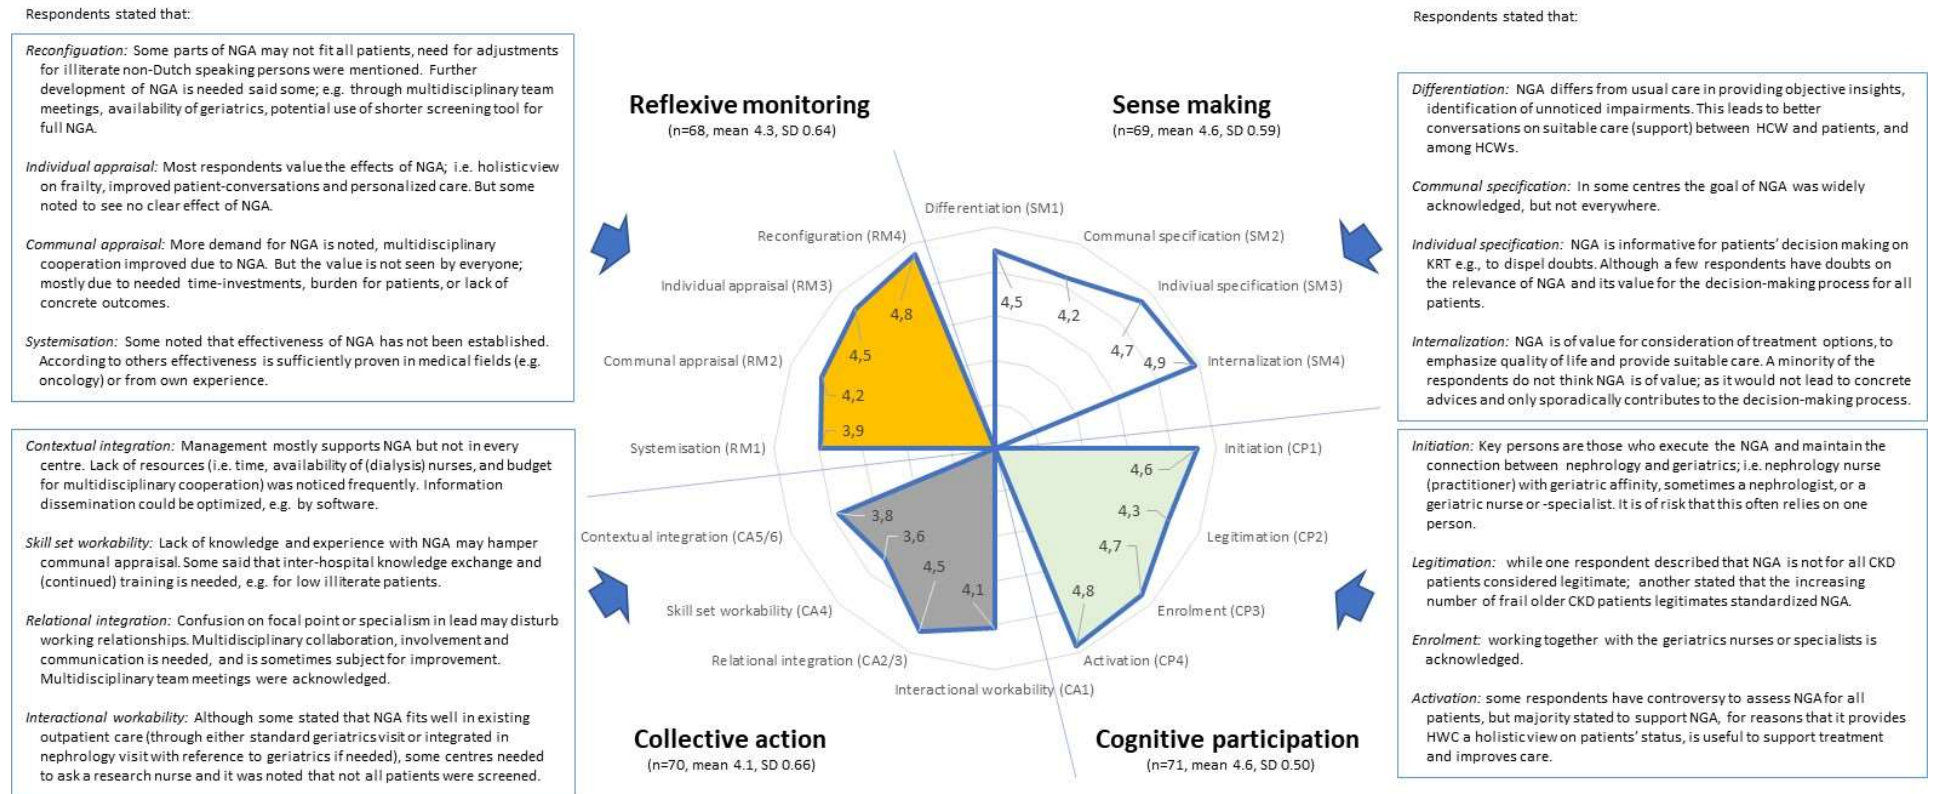 Respondents stated that:
Reconfiguation: Some parts of NGA may not fit all patients, need for adjustments
for illiterate non-Dutch speaking persons were mentioned. Further
development of NGA is needed said some; e.g. through multidisciplinary team
meetings, availability of geriatrics, potential use of shorter screening tool for
full NGA.
Individual appraisal: Most respondents value the effects of NGA; i.e. holistic view
on frailty, improved patient-conversations and personalized care. But some
noted to see no clear effect of NGA.
Communal appraisal: More demand for NGA is noted, multidisciplinary
cooperation improved due to NGA. But the value is not seen by everyone;
mostly due to needed time-investments, burden for patients, or lack of
concrete outcomes.
Systemisation: Some noted that effectiveness of NGA has not been established.
According to others effectiveness is sufficiently proven in medical fields (e.g.
oncology) or from own experience.
Contextual integration: Management mostly supports NGA but not in every
centre. Lack of resources (i.e. time, availability of (dialysis) nurses, and budget
for multidisciplinary cooperation) was noticed frequently. Information
dissemination could be optimized, e.g. by software.
Skill set workability: Lack of knowledge and experience with NGA may hamper
communal appraisal. Some said that inter-hospital knowledge exchange and
(continued) training is needed, e.g. for low illiterate patients.
Relational integration: Confusion on focal point or specialism in lead may disturb
working relationships. Multidisciplinary collaboration, involvement and
communication is needed, and is sometimes subject for improvement.
Multidisciplinary team meetings were acknowledged.
Interactional workability: Although some stated that NGA fits well in existing
outpatient care (through either standard geriatrics visit or integrated in
nephrology visit with reference to geriatrics if needed), some centres needed
to ask a research nurse and it was noted that not all patients were screened.
Reflexive monitoring
(n=68, mean 4.3, SD 0.64)
Sense making
(n=69, mean 4.6, SD 0.59)
Differentiation (SM1)
Communal specification (SM2)
Indiviual specification (SM3)
Internalization (SM4)
Initiation (CP1)
Legitimation (CP2)
Enrolment (CP3)
Activation (CP4)
Interactional workability (CA1)
Relational integration (CA2/3)
Skill set workability (CA4)
Contextual integration (CA5/6)
Systemisation (RM1)
Communal appraisal (RM2)
Individual appraisal (RM3)
Reconfiguration (RM4)
4,5
4,2
4,7
4,9
4,6
4,3
4,7
4,8
4,1
4,5
3,6
3,8
3,9
4,2
4,5
4,8
Collective action
(n=70, mean 4.1, SD 0.66)
Cognitive participation
(n=71, mean 4.6, SD 0.50)
Respondents stated that:
Differentiation: NGA differs from usual care in providing objective insights,
identification of unnoticed impairments. This leads to better
conversations on suitable care (support) between HCW and patients, and
among HCWs.
Communal specification: In some centres the goal of NGA was widely
acknowledged, but not everywhere.
Individual specification: NGA is informative for patients' decision making on
KRT e.g., to dispel doubts. Although a few respondents have doubts on
the relevance of NGA and its value for the decision-making process for all
patients.
Internalization: NGA is of value for consideration of treatment options, to
emphasize quality of life and provide suitable care. A minority of the
respondents do not think NGA is of value; as it would not lead to concrete
advices and only sporadically contributes to the decision-making process.
Initiation: Key persons are those who execute the NGA and maintain the
connection between nephrology and geriatrics; i.e. nephrology nurse
(practitioner) with geriatric affinity, sometimes a nephrologist, or a
geriatric nurse or -specialist. It is of risk that this often relies on one
person.
Legitimation: while one respondent described that NGA is not for all CKD
patients considered legitimate; another stated that the increasing
number of frail older CKD patients legitimates standardized NGA.
Enrolment: working together with the geriatrics nurses or specialists is
acknowledged.
Activation: some respondents have controversy to assess NGA for all
patients, but majority stated to support NGA, for reasons that it provides
HWC a holistic view on patients' status, is useful to support treatment
and improves care.